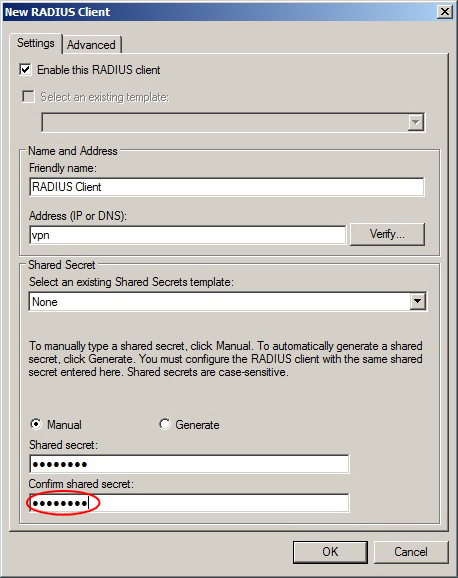 New RADIUS Client
Settings
Advanced
Enable this RADIUS client
Select an existing template:
Name and Address
Friendly name:
RADIUS Client
Address (IP or DNS):
vpn
Verify...
Shared Secret
Select an existing Shared Secrets template:
None
To manually type a shared secret, click Manual. To automatically generate a shared
secret, click Generate. You must configure the RADIUS client with the same shared
secret entered here. Shared secrets are case-sensitive.
Manual
Generate
Shared secret:
●●●●●●●●
Confirm shared secret:
●●●●●●●●
OK
Cancel